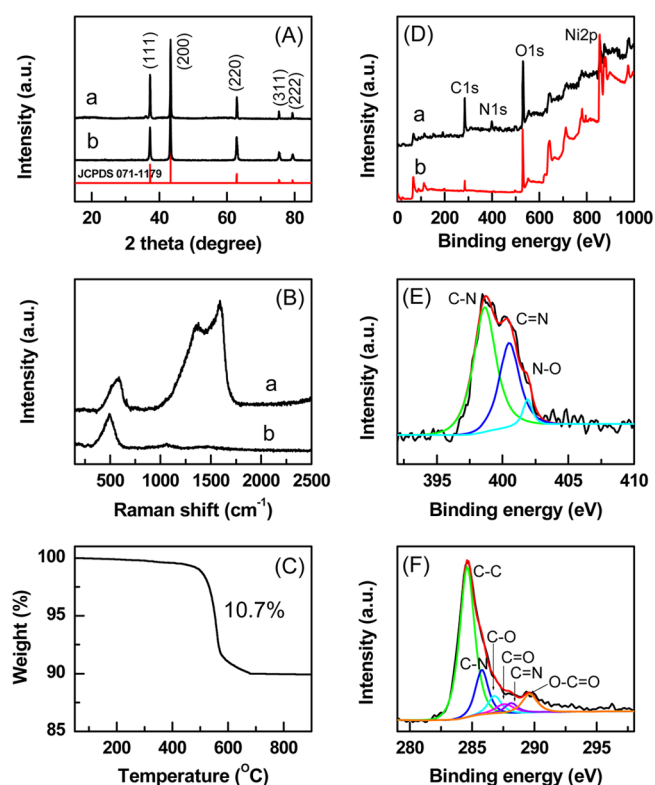 (A)
(111)
(200)
(220)
(311)
(222)
a
b
JCPDS 071-1179
20 40 60 80
2 theta (degree)
Intensity (a.u.)
(D)
Ni2p
O1s
C1s
N1s
a
b
0 200 400 600 800 1000
Binding energy (eV)
Intensity (a.u.)
(B)
a
b
500 1000 1500 2000 2500
Raman shift (cm-1)
Intensity (a.u.)
(E)
C-N
C=N
N-O
395 400 405 410
Binding energy (eV)
Intensity (a.u.)
(C)
100
95
90
85
10.7%
200 400 600 800
Temperature (OC)
Weight (%)
(F)
C-C
C-O
C-N
C=O
C=N
O-C=O
280 285 290 295
Binding energy (eV)
Intensity (a.u.)